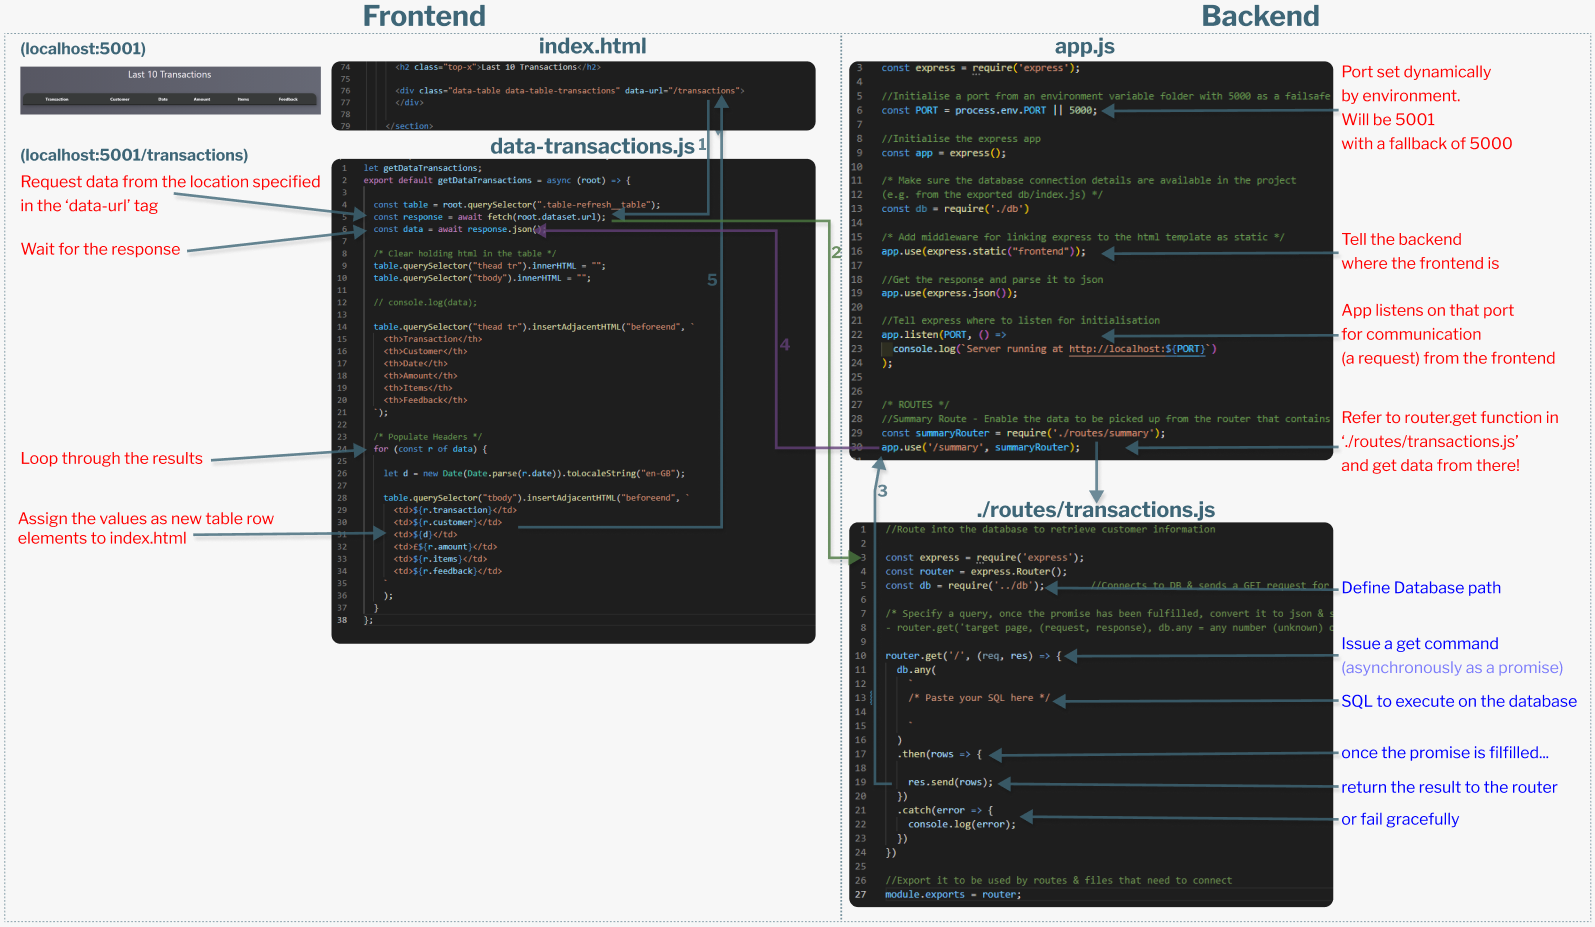 Frontend
Backend
(localhost:5001)
index.html
app.js
Last 10 Transactions
Transaction Customer Date Amount Items Feedback
74 <h2 class="top-x">Last 10 Transactions</h2>
75
76 <div class="data-table data-table-transactions" data-url="/transactions">
77 </div>
78
79 </section>
(localhost:5001/transactions)
Request data from the location specified
in the ‘data-url’ tag
Wait for the response
Loop through the results
Assign the values as new table row
elements to index.html
data-transactions.js
1
2
3
4
5
1 let getDataTransactions;
2 export default getDataTransactions = async (root) => {
3
4 const table = root.querySelector(".table-refresh__table");
5 const response = await fetch(root.dataset.url);
6 const data = await response.json()
7
8 /* Clear holding html in the table */
9 table.querySelector("thead tr").innerHTML = "";
10 table.querySelector("tbody").innerHTML = "";
11
12 // console.log(data);
13
14 table.querySelector("thead tr").insertAdjacentHTML("beforeend", `
15 <th>Transaction</th>
16 <th>Customer</th>
17 <th>Date</th>
18 <th>Amount</th>
19 <th>Items</th>
20 <th>Feedback</th>
21 `);
22
23 /* Populate Headers */
24 for (const r of data) {
25
26 let d = new Date(Date.parse(r.date)).toLocaleString("en-GB");
27
28 table.querySelector("tbody").insertAdjacentHTML("beforeend", `
29 <td>${r.transaction}</td>
30 <td>${r.customer}</td>
31 <td>${d}</td>
32 <td>£${r.amount}</td>
33 <td>${r.items}</td>
34 <td>${r.feedback}</td>
35 `
36 );
37 }
38 };
3 const express = require('express');
4
5 //Initialise a port from an environment variable folder with 5000 as a failsafe
6 const PORT = process.env.PORT || 5000;
7
8 //Initialise the express app
9 const app = express();
10
11 /* Make sure the database connection details are available in the project
12 (e.g. from the exported db/index.js) */
13 const db = require('./db')
14
15 /* Add middleware for linking express to the html template as static */
16 app.use(express.static("frontend"));
17
18 //Get the response and parse it to json
19 app.use(express.json());
20
21 //Tell express where to listen for initialisation
22 app.listen(PORT, () =>
23 console.log(`Server running at http://localhost:${PORT}`)
24 );
25
26
27 /* ROUTES */
28 //Summary Route - Enable the data to be picked up from the router that contains
29 const summaryRouter = require('./routes/summary');
30 app.use('/summary', summaryRouter);
Port set dynamically
by environment.
Will be 5001
with a fallback of 5000
Tell the backend
where the frontend is
App listens on that port
for communication
(a request) from the frontend
Refer to router.get function in
‘./routes/transactions.js’
and get data from there!
./routes/transactions.js
1 //Route into the database to retrieve customer information
2
3 const express = require('express');
4 const router = express.Router();
5 const db = require('../db'); //Connects to DB & sends a GET request for
6
7 /* Specify a query, once the promise has been fulfilled, convert it to json & s
8 - router.get('target page, (request, response), db.any = any number (unknown) o
9
10 router.get('/', (req, res) => {
11 db.any(
12 `
13 /* Paste your SQL here */
14
15 `
16 )
17 .then(rows => {
18
19 res.send(rows);
20 })
21 .catch(error => {
22 console.log(error);
23 })
24 })
25
26 //Export it to be used by routes & files that need to connect
27 module.exports = router;
Define Database path
Issue a get command
(asynchronously as a promise)
SQL to execute on the database
once the promise is filfilled...
return the result to the router
or fail gracefully